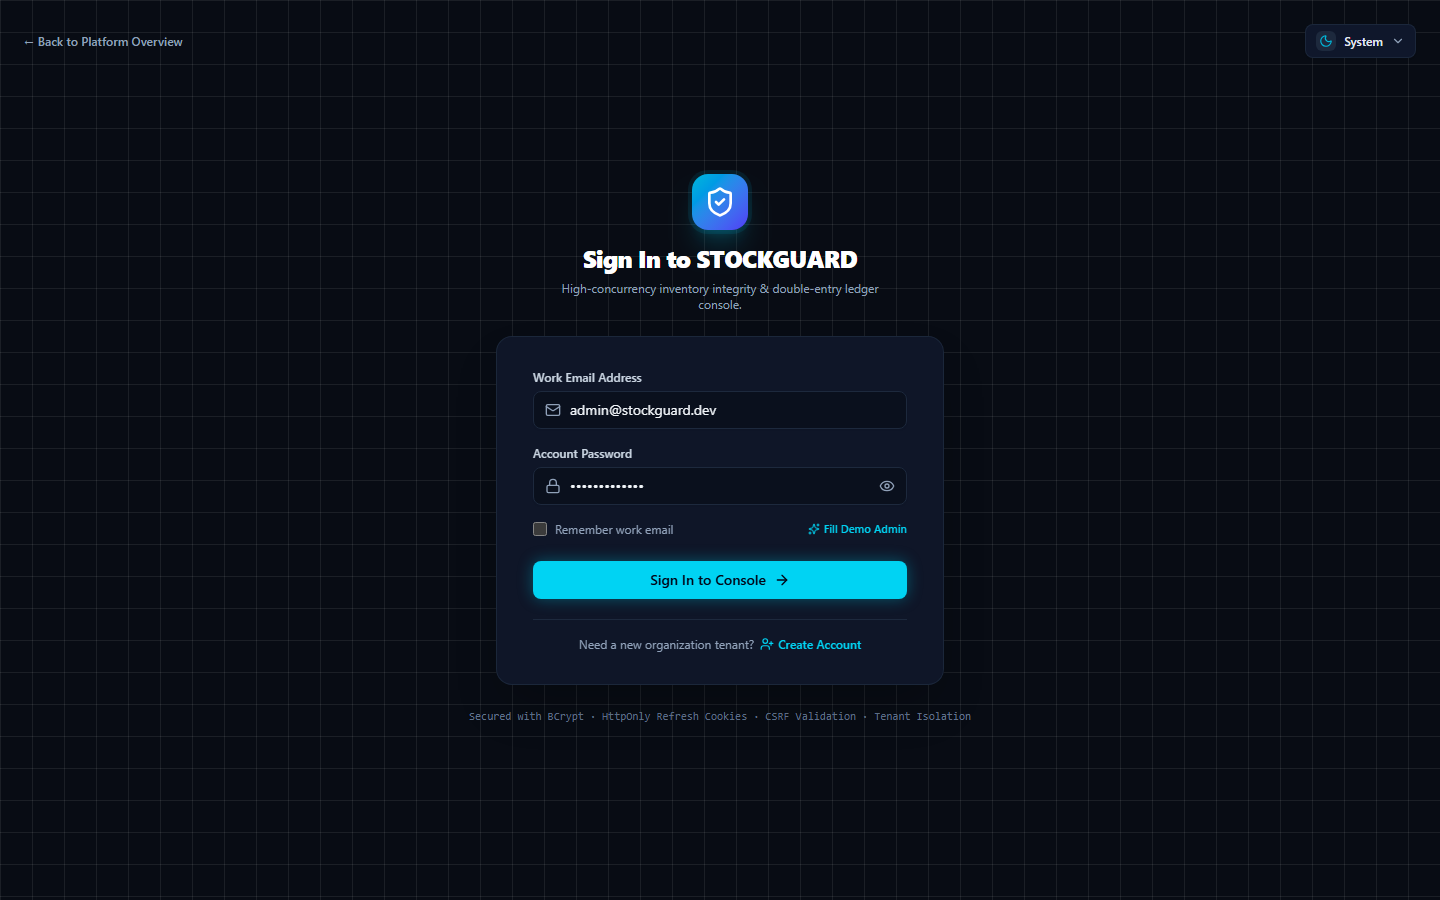 ← Back to Platform Overview
System
Sign In to STOCKGUARD
High-concurrency inventory integrity & double-entry ledger
console.
Work Email Address
admin@stockguard.dev
Account Password
•••••••••••••
Remember work email
Fill Demo Admin
Sign In to Console →
Need a new organization tenant? Create Account
Secured with BCrypt · HttpOnly Refresh Cookies · CSRF Validation · Tenant Isolation